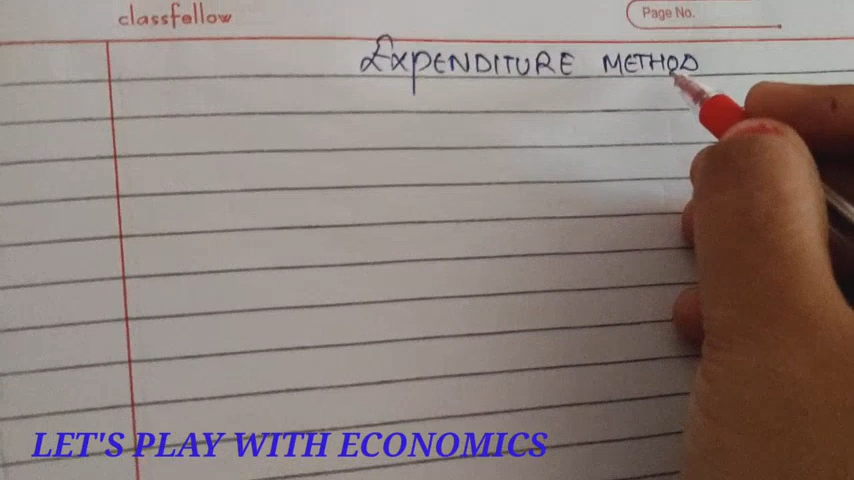 classfellow
Page No.
EXPENDITURE METHOD
LET'S PLAY WITH ECONOMICS